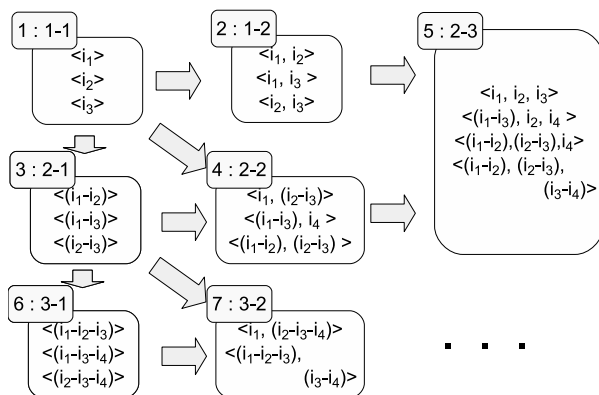 1 : 1-1
<i₁>
<i₂>
<i₃>
2 : 1-2
<i₁, i₂>
<i₁, i₃ >
<i₂, i₃>
5 : 2-3
<i₁, i₂, i₃>
<(i₁-i₃), i₂, i₄ >
<(i₁-i₂),(i₂-i₃),i₄>
<(i₁-i₂), (i₂-i₃),
(i₃-i₄)>
3 : 2-1
<(i₁-i₂)>
<(i₁-i₃)>
<(i₂-i₃)>
4 : 2-2
<i₁, (i₂-i₃)>
<(i₁-i₃), i₄ >
<(i₁-i₂), (i₂-i₃) >
6 : 3-1
<(i₁-i₂-i₃)>
<(i₁-i₃-i₄)>
<(i₂-i₃-i₄)>
7 : 3-2
<i₁, (i₂-i₃-i₄)>
<(i₁-i₂-i₃),
(i₃-i₄)>
. . .